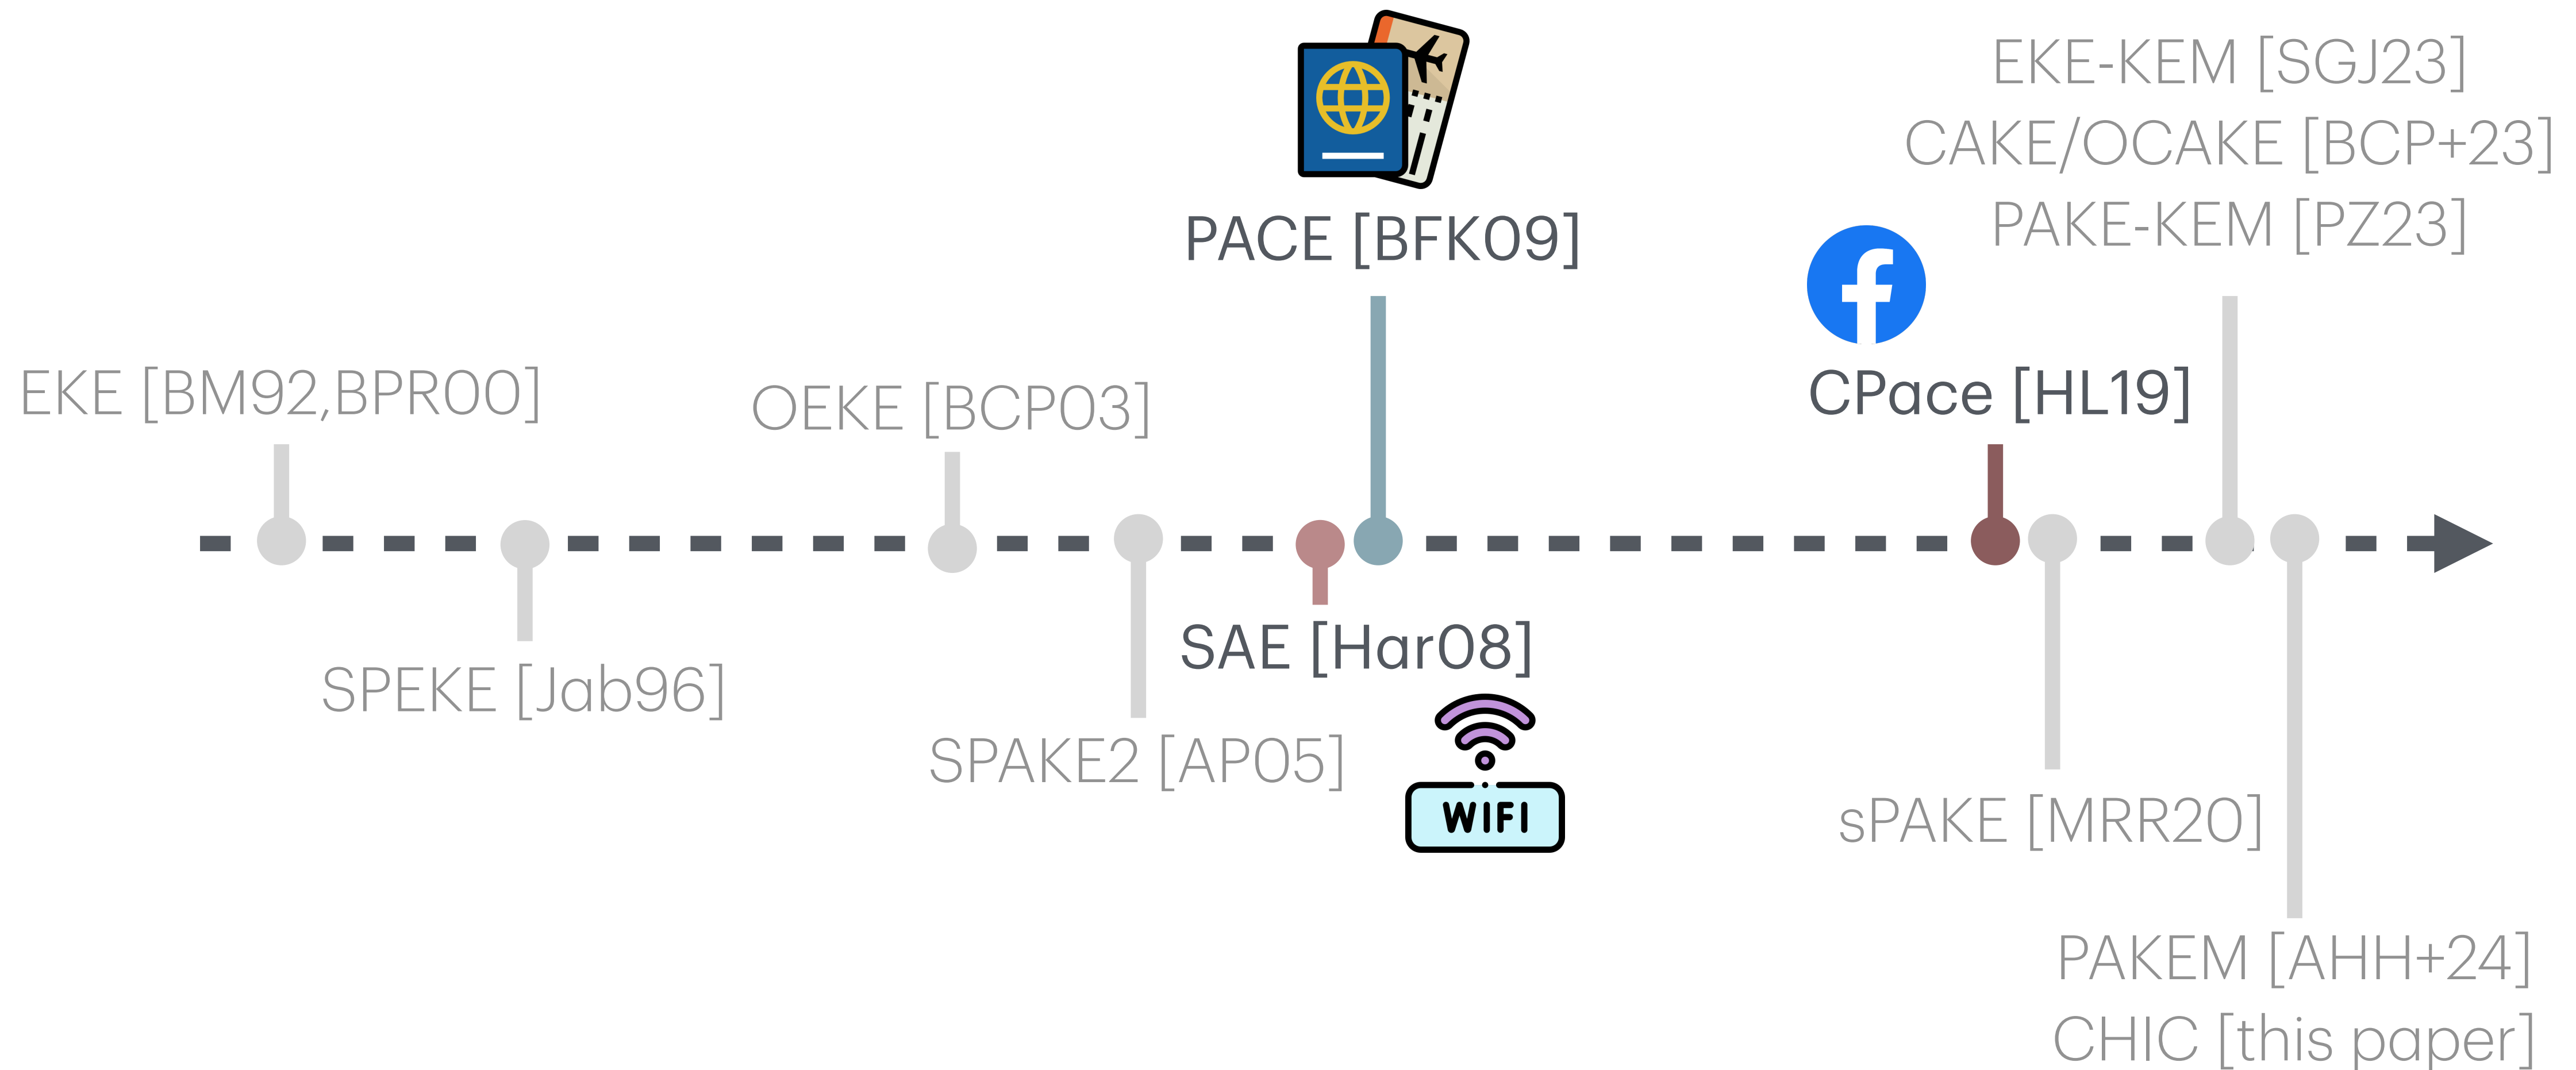 EKE-KEM [SGJ23]
CAKE/OCAKE [BCP+23]
PAKE-KEM [PZ23]
PACE [BFK09]
CPace [HL19]
EKE [BM92,BPR00]
OEKE [BCP03]
SAE [Har08]
SPEKE [Jab96]
SPAKE2 [AP05]
WIFI
sPAKE [MRR20]
PAKEM [AHH+24]
CHIC [this paper]